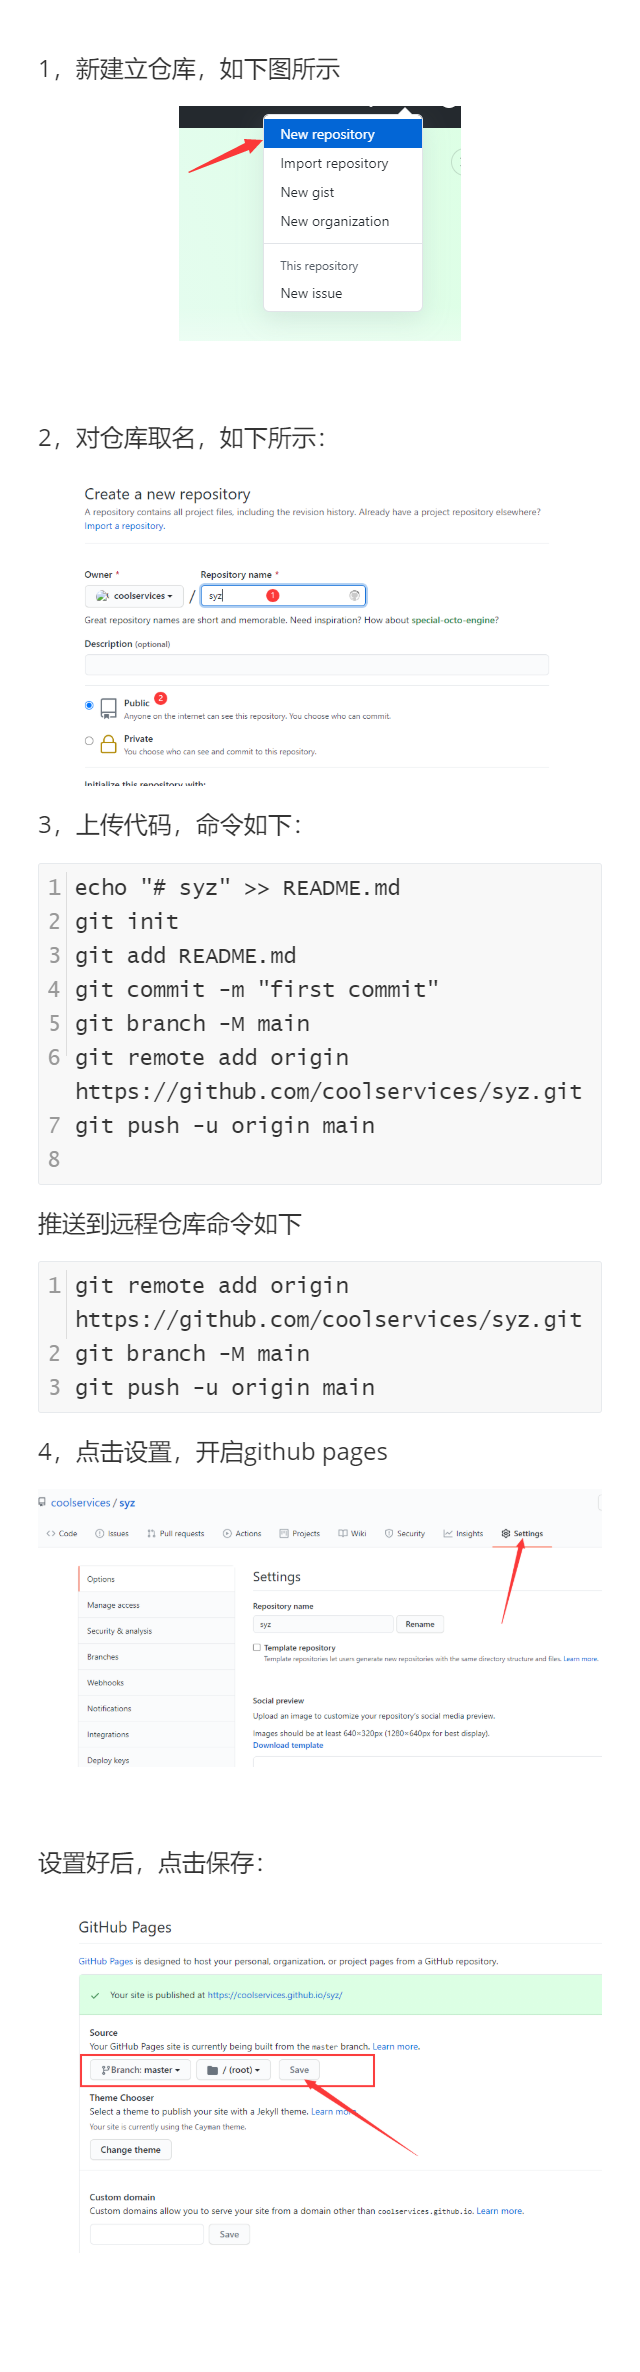 1，新建立仓库，如下图所示
New repository
Import repository
New gist
New organization
This repository
New issue
2，对仓库取名，如下所示：
Create a new repository
A repository contains all project files, including the revision history. Already have a project repository elsewhere?
Import a repository.
Owner * Repository name *
coolservices / syz 1
Great repository names are short and memorable. Need inspiration? How about special-octo-engine?
Description (optional)
Public 2
Anyone on the internet can see this repository. You choose who can commit.
Private
You choose who can see and commit to this repository.
Initialize this repository with:
3，上传代码，命令如下：
1 echo "# syz" >> README.md
2 git init
3 git add README.md
4 git commit -m "first commit"
5 git branch -M main
6 git remote add origin
https://github.com/coolservices/syz.git
7 git push -u origin main
8
推送到远程仓库命令如下
1 git remote add origin
https://github.com/coolservices/syz.git
2 git branch -M main
3 git push -u origin main
4，点击设置，开启github pages
coolservices / syz
Code Issues Pull requests Actions Projects Wiki Security Insights Settings
Options
Manage access
Security & analysis
Branches
Webhooks
Notifications
Integrations
Deploy keys
Settings
Repository name
syz Rename
Template repository
Template repositories let users generate new repositories with the same directory structure and files. Learn more.
Social preview
Upload an image to customize your repository's social media preview.
Images should be at least 640×320px (1280×640px for best display).
Download template
设置好后，点击保存：
GitHub Pages
GitHub Pages is designed to host your personal, organization, or project pages from a GitHub repository.
Your site is published at https://coolservices.github.io/syz/
Source
Your GitHub Pages site is currently being built from the master branch. Learn more.
Branch: master / (root) Save
Theme Chooser
Select a theme to publish your site with a Jekyll theme. Learn more.
Your site is currently using the Cayman theme.
Change theme
Custom domain
Custom domains allow you to serve your site from a domain other than coolservices.github.io. Learn more.
Save